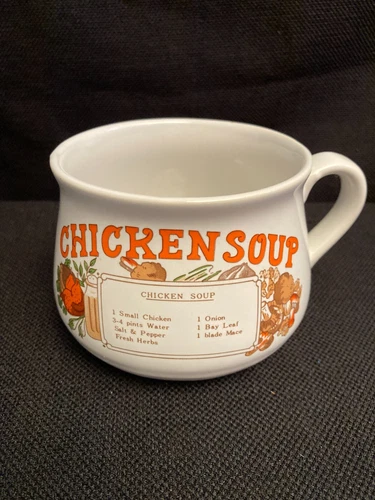 CHICKEN SOUP
CHICKEN SOUP
1 Small Chicken
3-4 pints Water
Salt & Pepper
Fresh Herbs
1 Onion
1 Bay Leaf
1 blade Mace